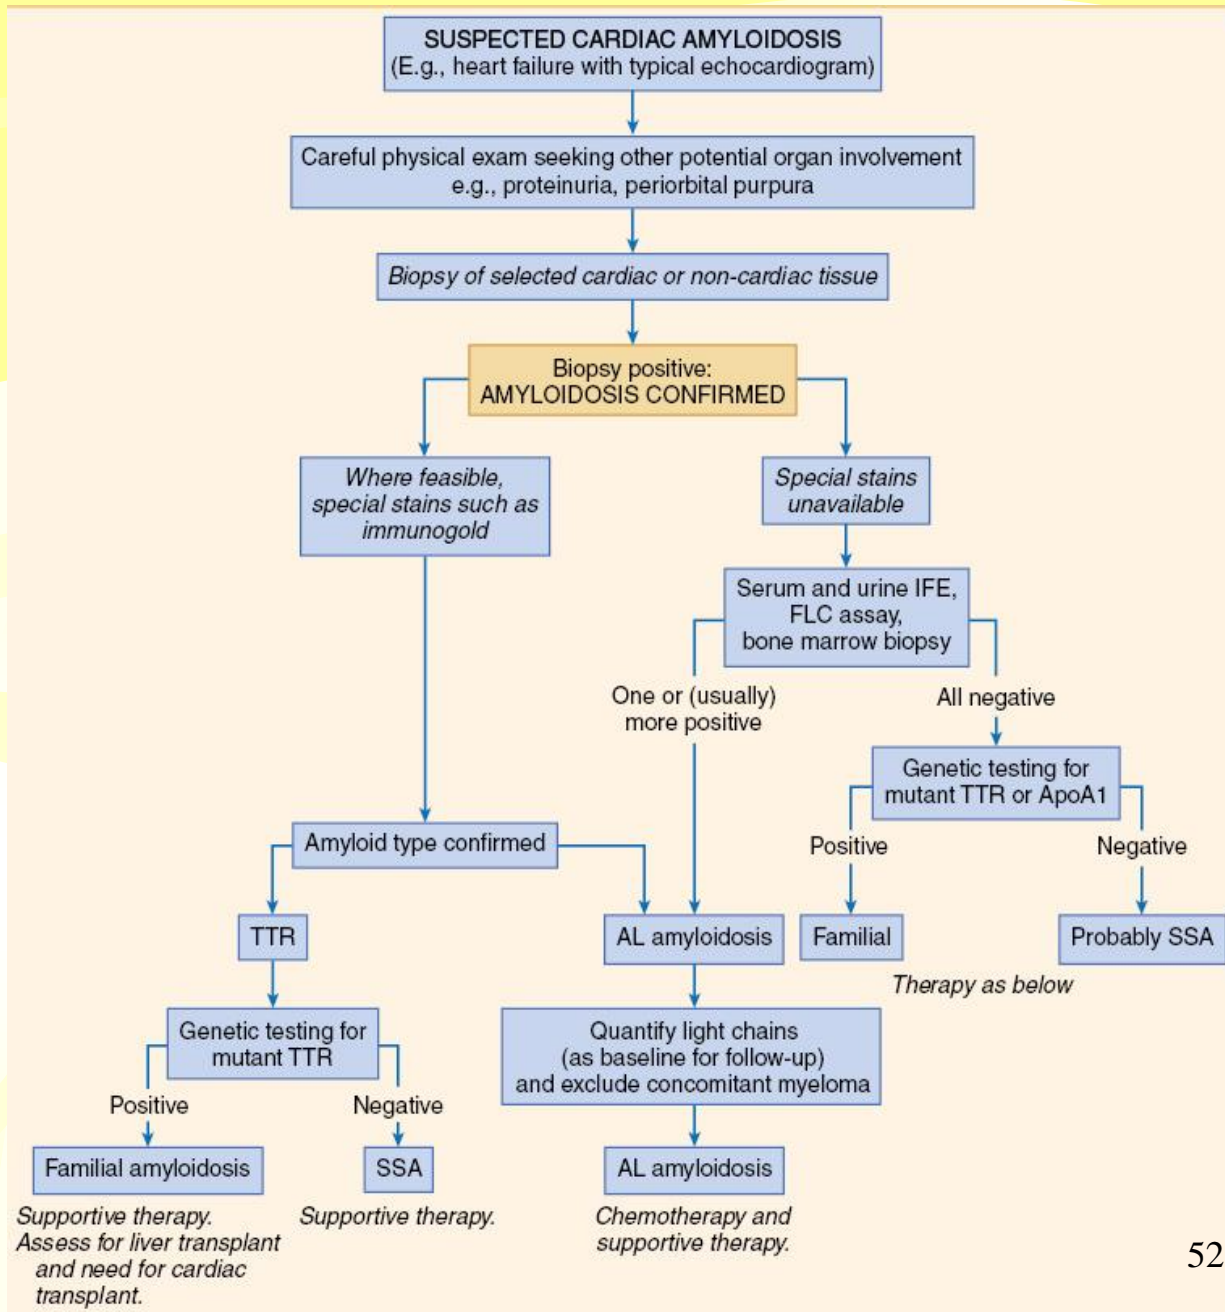 SUSPECTED CARDIAC AMYLOIDOSIS
(E.g., heart failure with typical echocardiogram)
Careful physical exam seeking other potential organ involvement
e.g., proteinuria, periorbital purpura
Biopsy of selected cardiac or non-cardiac tissue
Biopsy positive:
AMYLOIDOSIS CONFIRMED
Where feasible,
special stains such as
immunogold
Special stains
unavailable
Serum and urine IFE,
FLC assay,
bone marrow biopsy
One or (usually)
more positive
All negative
Genetic testing for
mutant TTR or ApoA1
Positive
Negative
Amyloid type confirmed
TTR
AL amyloidosis
Familial
Probably SSA
Therapy as below
Genetic testing for
mutant TTR
Quantify light chains
(as baseline for follow-up)
and exclude concomitant myeloma
Positive
Negative
Familial amyloidosis
SSA
AL amyloidosis
Supportive therapy.
Assess for liver transplant
and need for cardiac
transplant.
Supportive therapy.
Chemotherapy and
supportive therapy.
52